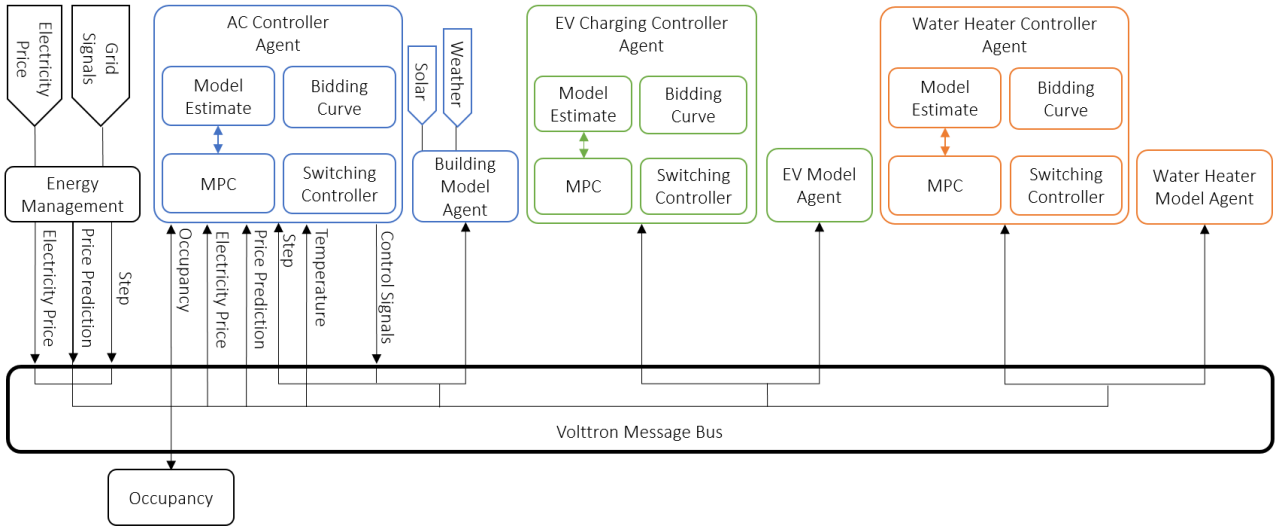 Electricity
Price
Grid
Signals
Energy
Management
Electricity Price
Price Prediction
Step
AC Controller
Agent
Model
Estimate
Bidding
Curve
MPC
Switching
Controller
Solar
Weather
Building
Model
Agent
Occupancy
Electricity Price
Price Prediction
Step
Temperature
Control Signals
EV Charging Controller
Agent
Model
Estimate
Bidding
Curve
MPC
Switching
Controller
EV Model
Agent
Water Heater Controller
Agent
Model
Estimate
Bidding
Curve
MPC
Switching
Controller
Water Heater
Model Agent
Volttron Message Bus
Occupancy